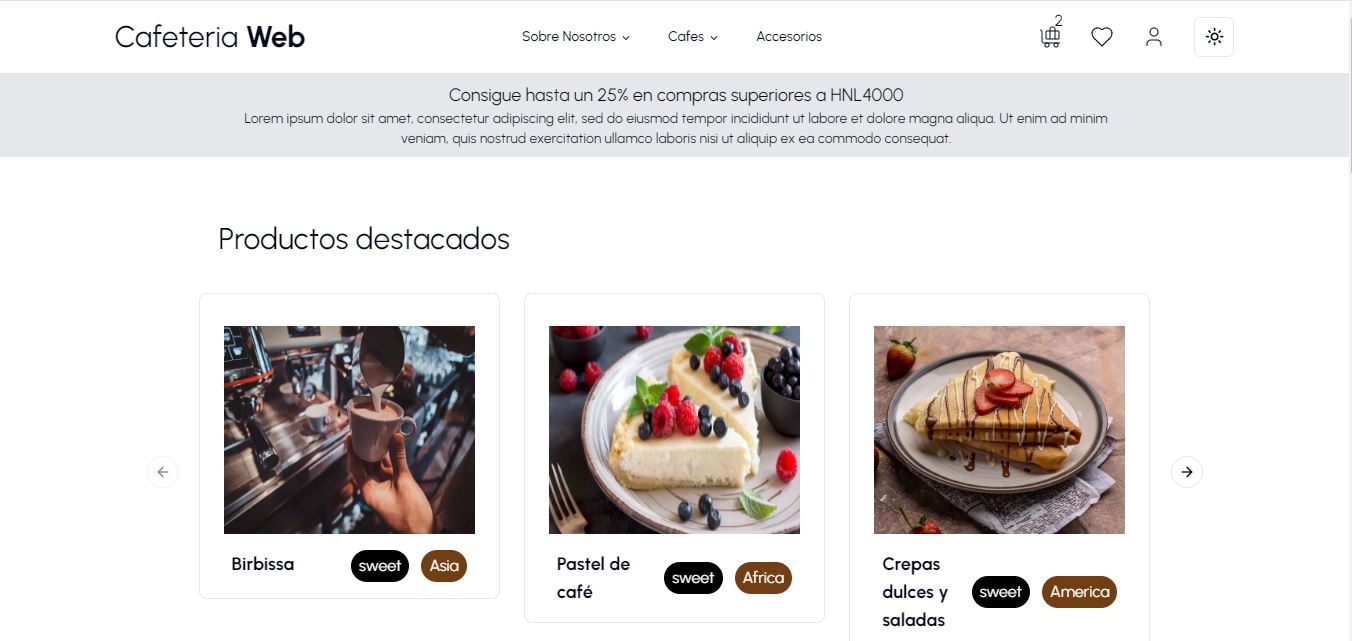 Cafeteria Web
Sobre Nosotros
Cafes
Accesorios
2
Consigue hasta un 25% en compras superiores a HNL4000
Lorem ipsum dolor sit amet, consectetur adipiscing elit, sed do eiusmod tempor incididunt ut labore et dolore magna aliqua. Ut enim ad minim
veniam, quis nostrud exercitation ullamco laboris nisi ut aliquip ex ea commodo consequat.
Productos destacados
Birbissa
sweet
Asia
Pastel de
café
sweet
Africa
Crepas
dulces y
saladas
sweet
America